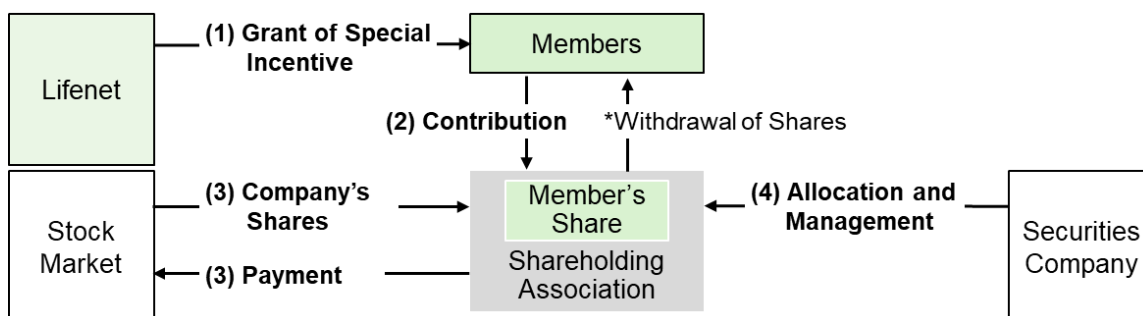 Lifenet
(1) Grant of Special
Incentive
Members
(2) Contribution
*Withdrawal of Shares
Stock
Market
(3) Company’s
Shares
(3) Payment
Member’s
Share
Shareholding
Association
(4) Allocation and
Management
Securities
Company